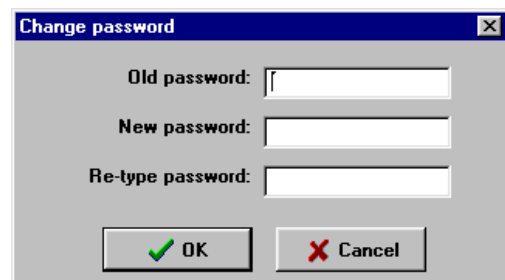 Change password
Old password:
New password:
Re-type password:
OK Cancel